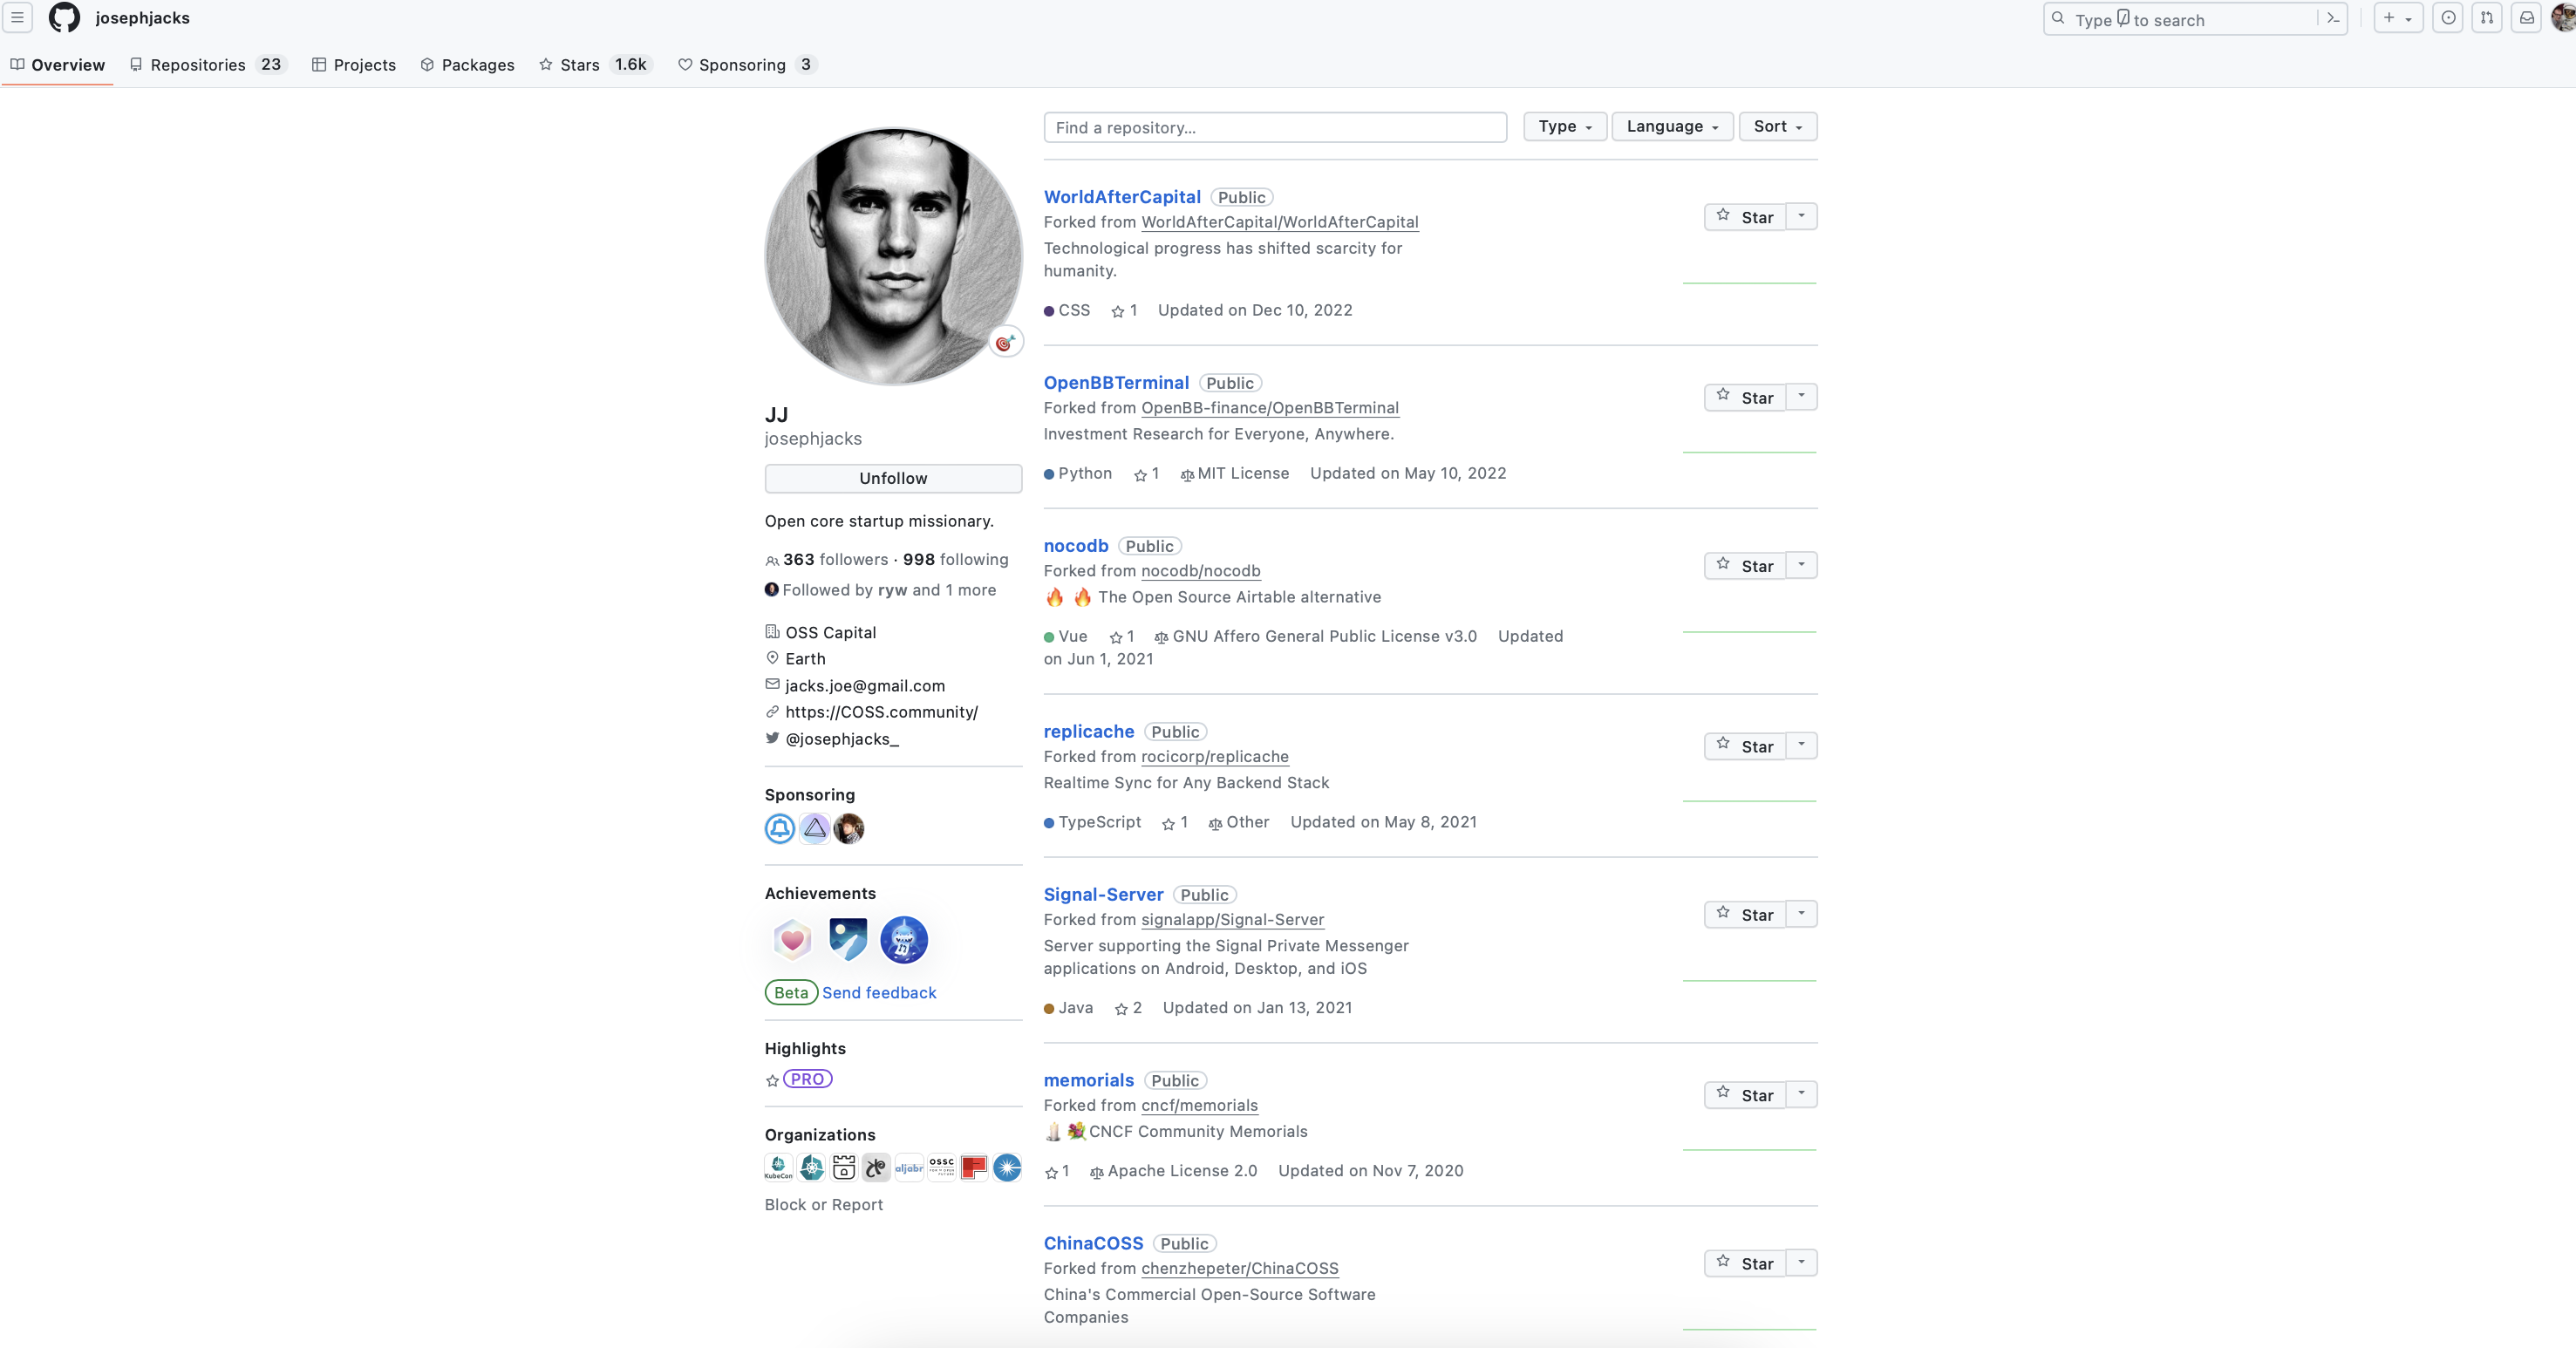 josephjacks
Type / to search
Overview
Repositories 23
Projects
Packages
Stars 1.6k
Sponsoring 3
JJ
josephjacks
Unfollow
Open core startup missionary.
363 followers · 998 following
Followed by ryw and 1 more
OSS Capital
Earth
jacks.joe@gmail.com
https://COSS.community/
@josephjacks_
Sponsoring
Achievements
Beta Send feedback
Highlights
PRO
Organizations
KubeCon
aljabr
OSSC
Block or Report
Find a repository...
Type
Language
Sort
WorldAfterCapital Public
Star
Forked from WorldAfterCapital/WorldAfterCapital
Technological progress has shifted scarcity for
humanity.
CSS 1 Updated on Dec 10, 2022
OpenBBTerminal Public
Star
Forked from OpenBB-finance/OpenBBTerminal
Investment Research for Everyone, Anywhere.
Python 1 MIT License Updated on May 10, 2022
nocodb Public
Star
Forked from nocodb/nocodb
🔥 🔥 The Open Source Airtable alternative
Vue 1 GNU Affero General Public License v3.0 Updated
on Jun 1, 2021
replicache Public
Star
Forked from rocicorp/replicache
Realtime Sync for Any Backend Stack
TypeScript 1 Other Updated on May 8, 2021
Signal-Server Public
Star
Forked from signalapp/Signal-Server
Server supporting the Signal Private Messenger
applications on Android, Desktop, and iOS
Java 2 Updated on Jan 13, 2021
memorials Public
Star
Forked from cncf/memorials
🕯️ 💐CNCF Community Memorials
1 Apache License 2.0 Updated on Nov 7, 2020
ChinaCOSS Public
Star
Forked from chenzhepeter/ChinaCOSS
China's Commercial Open-Source Software
Companies